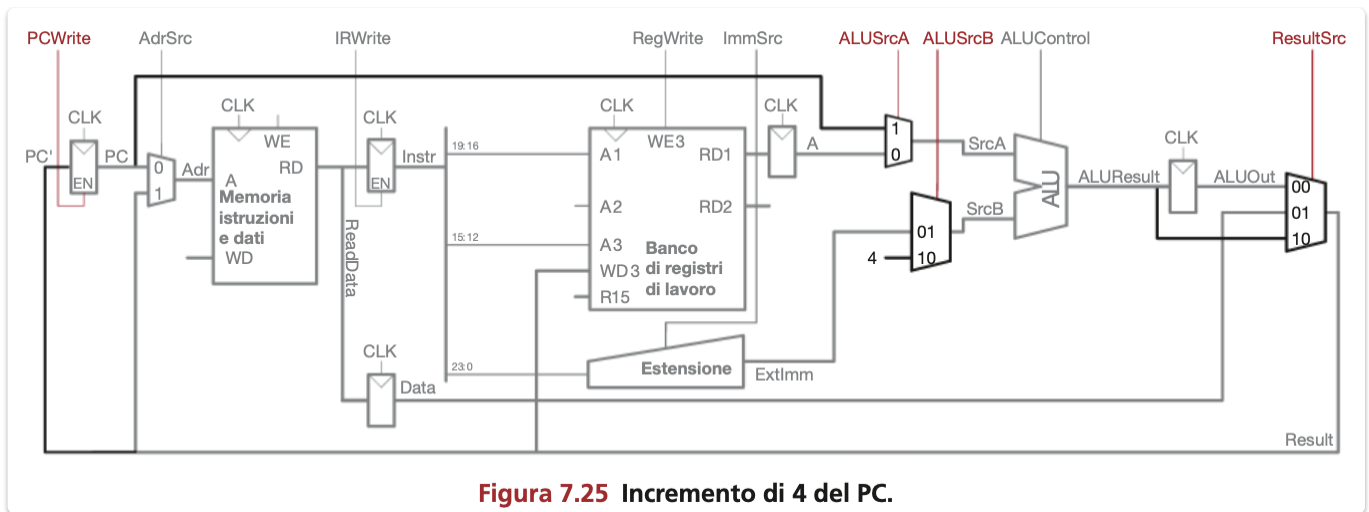 PCWrite AdrSrc IRWrite RegWrite ImmSrc ALUSrcA ALUSrcB ALUControl ResultSrc
CLK CLK CLK CLK CLK CLK
PC' PC EN
0 1 Adr
WE RD A
Memoria
istruzioni
e dati
WD
EN Instr
ReadData
19:16
15:12
23:0
A1 WE3 RD1
A2 RD2
A3
WD3
R15
Banco
di registri
di lavoro
A
1
0
SrcA
SrcB
01
4 10
ALU
ALUResult
ALUOut
00
01
10
Estensione
ExtImm
CLK
Data
Result
Figura 7.25 Incremento di 4 del PC.